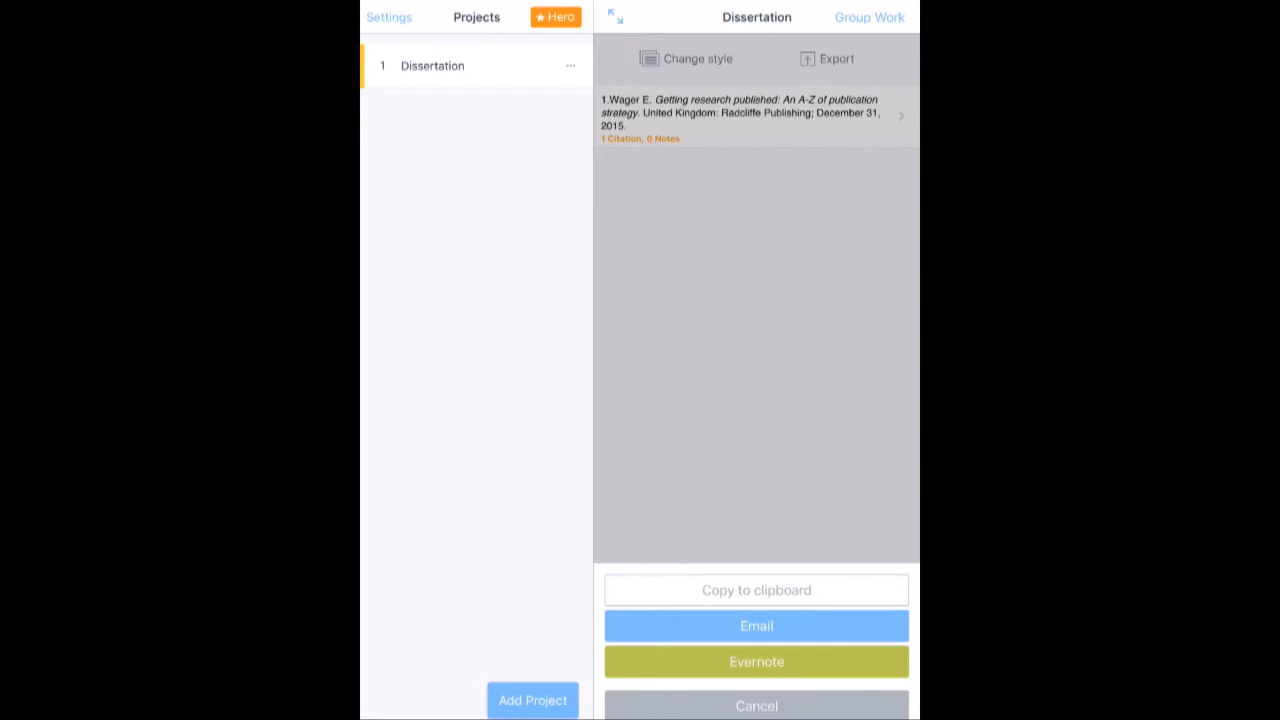 Settings
Projects
★ Hero
1 Dissertation ...
Dissertation
Group Work
Change style
Export
1.Wager E. Getting research published: An A-Z of publication
strategy. United Kingdom: Radcliffe Publishing; December 31,
2015.
1 Citation, 0 Notes
Copy to clipboard
Email
Evernote
Cancel
Add Project